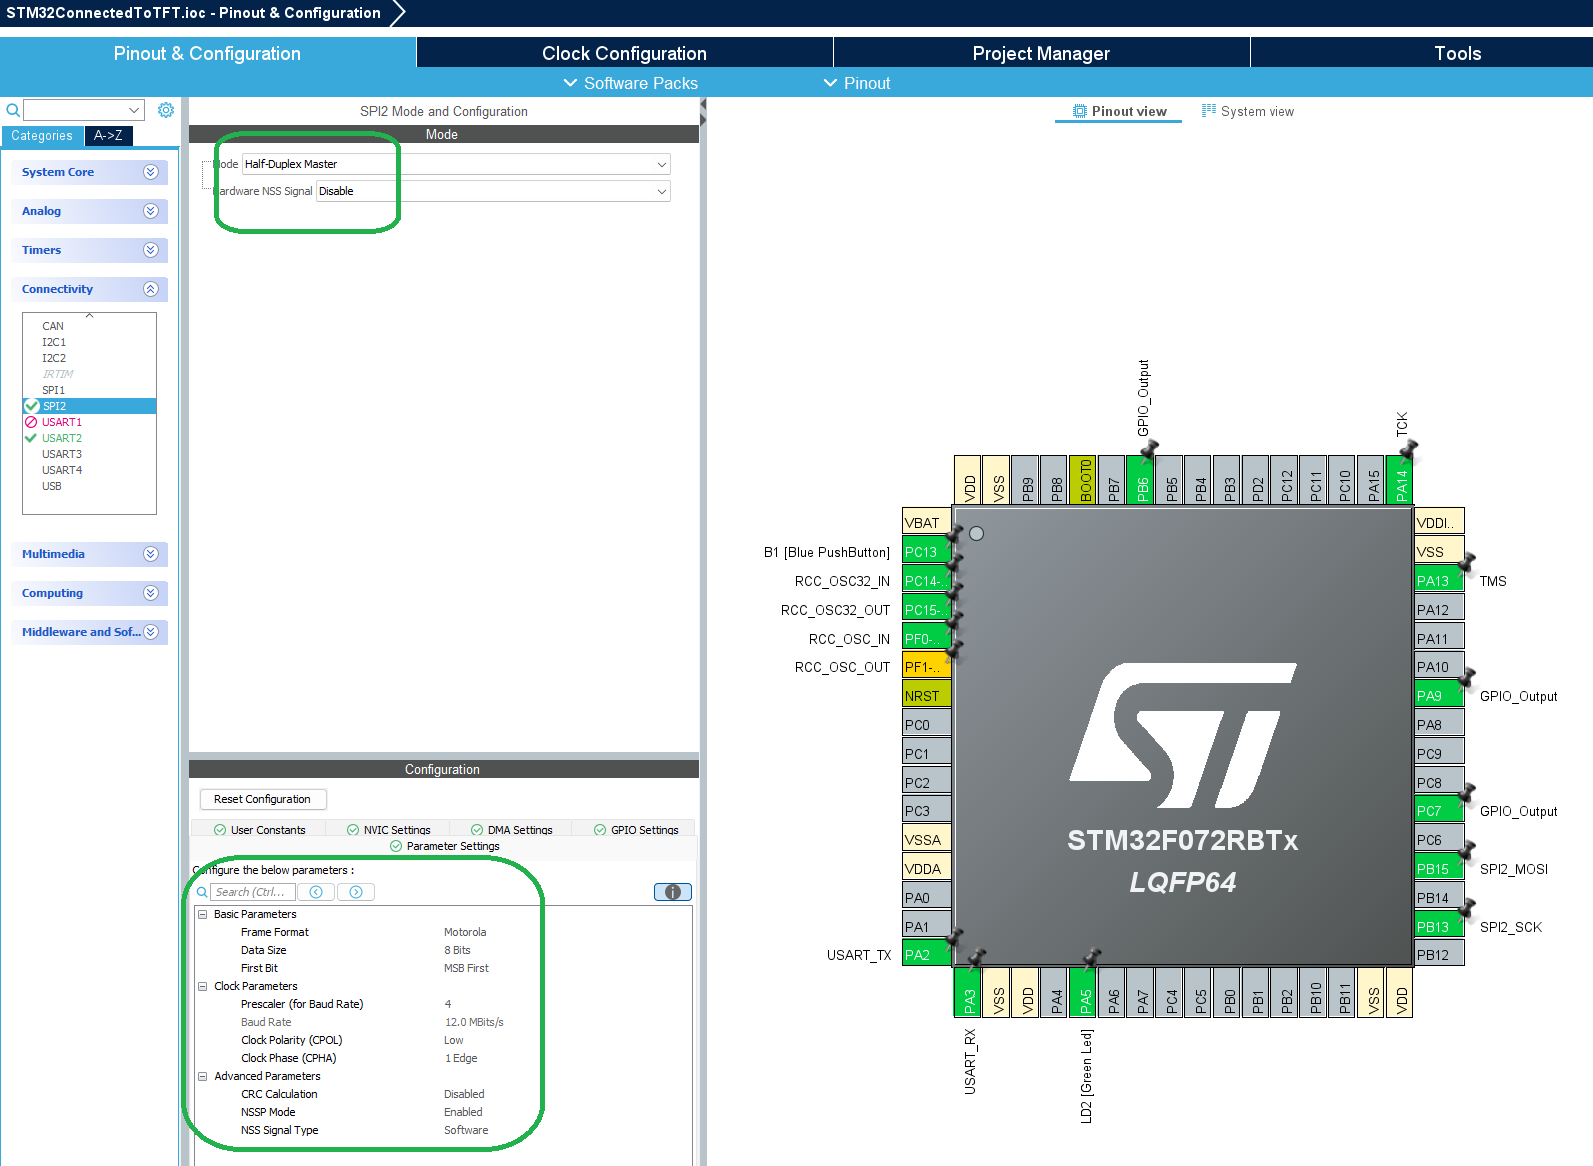 STM32ConnectedToTFT.ioc - Pinout & Configuration
Pinout & Configuration
Clock Configuration
Project Manager
Tools
Software Packs
Pinout
Categories
A->Z
System Core
Analog
Timers
Connectivity
CAN
I2C1
I2C2
IRTIM
SPI1
SPI2
USART1
USART2
USART3
USART4
USB
Multimedia
Computing
Middleware and Sof...
SPI2 Mode and Configuration
Mode
Mode Half-Duplex Master
Hardware NSS Signal Disable
Configuration
Reset Configuration
User Constants
NVIC Settings
DMA Settings
GPIO Settings
Parameter Settings
Configure the below parameters :
Search (Ctrl...
Basic Parameters
Frame Format Motorola
Data Size 8 Bits
First Bit MSB First
Clock Parameters
Prescaler (for Baud Rate) 4
Baud Rate 12.0 MBits/s
Clock Polarity (CPOL) Low
Clock Phase (CPHA) 1 Edge
Advanced Parameters
CRC Calculation Disabled
NSSP Mode Enabled
NSS Signal Type Software
Pinout view
System view
GPIO_Output
TCK
VDD
VSS
PB9
PB8
BOOT0
PB7
PB6
PB5
PB4
PB3
PD2
PC12
PC11
PC10
PA15
PA14
VBAT
B1 [Blue PushButton] PC13
RCC_OSC32_IN PC14-..
RCC_OSC32_OUT PC15-..
RCC_OSC_IN PF0-..
RCC_OSC_OUT PF1-..
NRST
PC0
PC1
PC2
PC3
VSSA
VDDA
PA0
PA1
USART_TX PA2
STM32F072RBTx
LQFP64
VDDI..
VSS
PA13 TMS
PA12
PA11
PA10
PA9 GPIO_Output
PA8
PC9
PC8
PC7 GPIO_Output
PC6
PB15 SPI2_MOSI
PB14
PB13 SPI2_SCK
PB12
PA3
VSS
VDD
PA4
PA5
PA6
PA7
PC4
PC5
PB0
PB1
PB2
PB10
PB11
VSS
VDD
USART_RX
LD2 [Green Led]